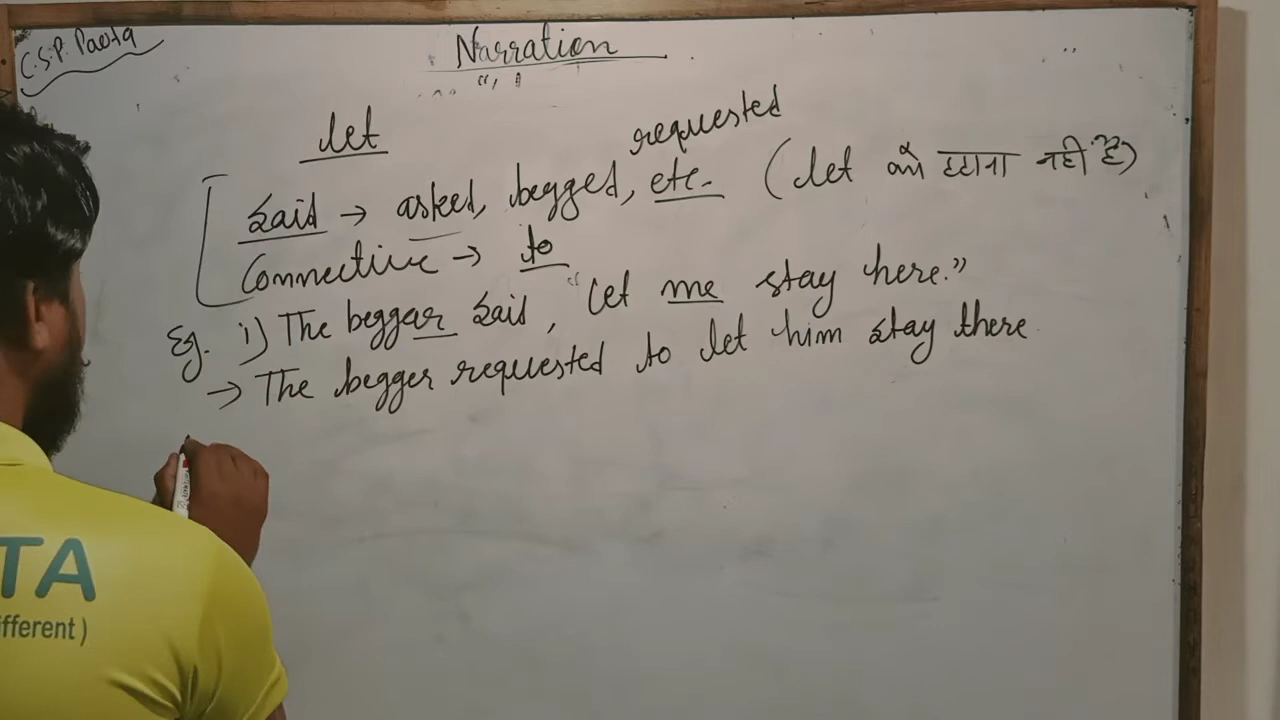 C.S.P. Paota
Narration
let
requested
said → asked, begged, etc. (let को हटाना नही है)
Connective → to
Eg. i) The beggar said, "Let me stay here."
→ The begger requested to let him stay there
TA
ifferent)